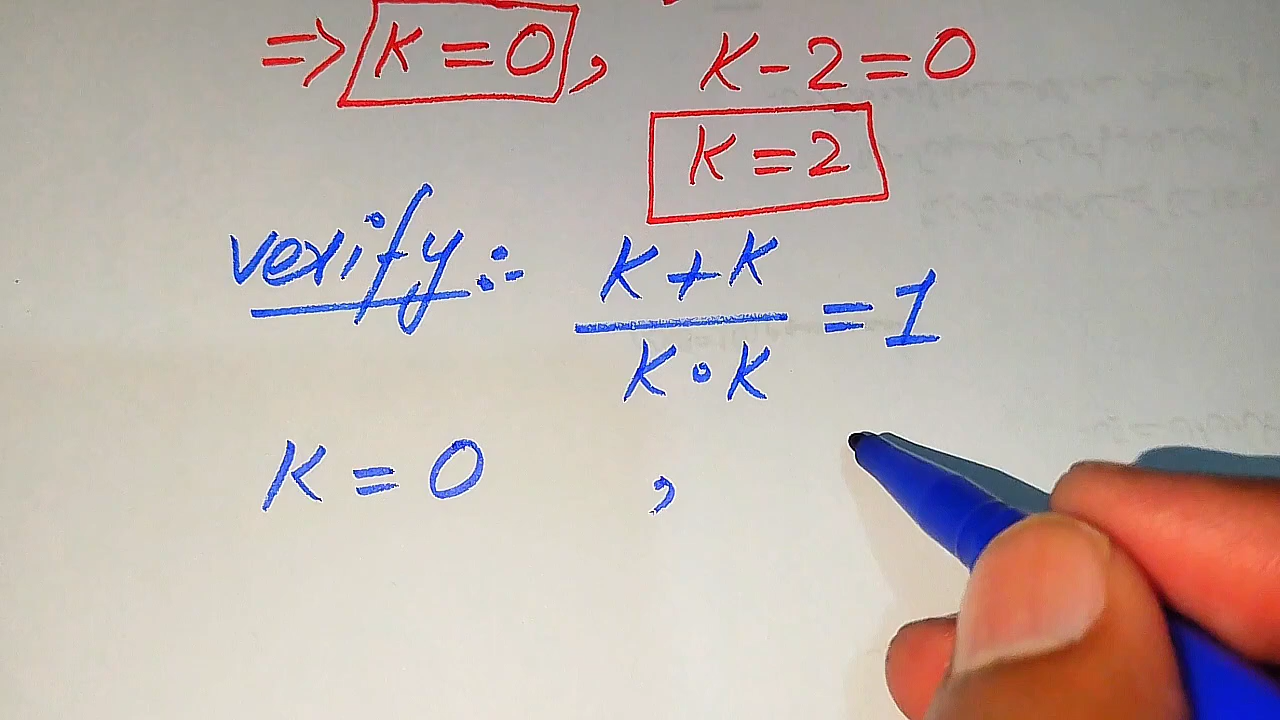 ⇒ K = 0, K - 2 = 0
K = 2
verify :- K + K / K • K = 1
K = 0 ,